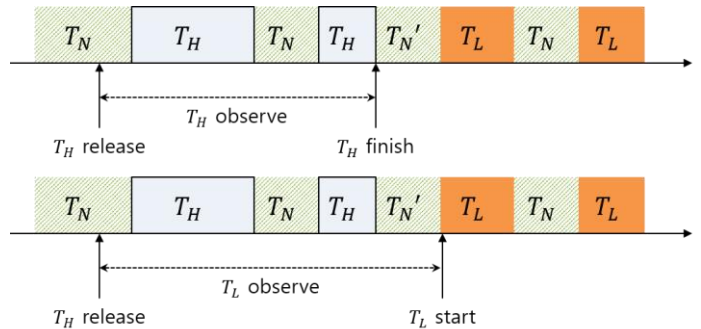 T_N T_H T_N T_H T_N' T_L T_N T_L
T_H observe
T_H release T_H finish
T_N T_H T_N T_H T_N' T_L T_N T_L
T_L observe
T_H release T_L start